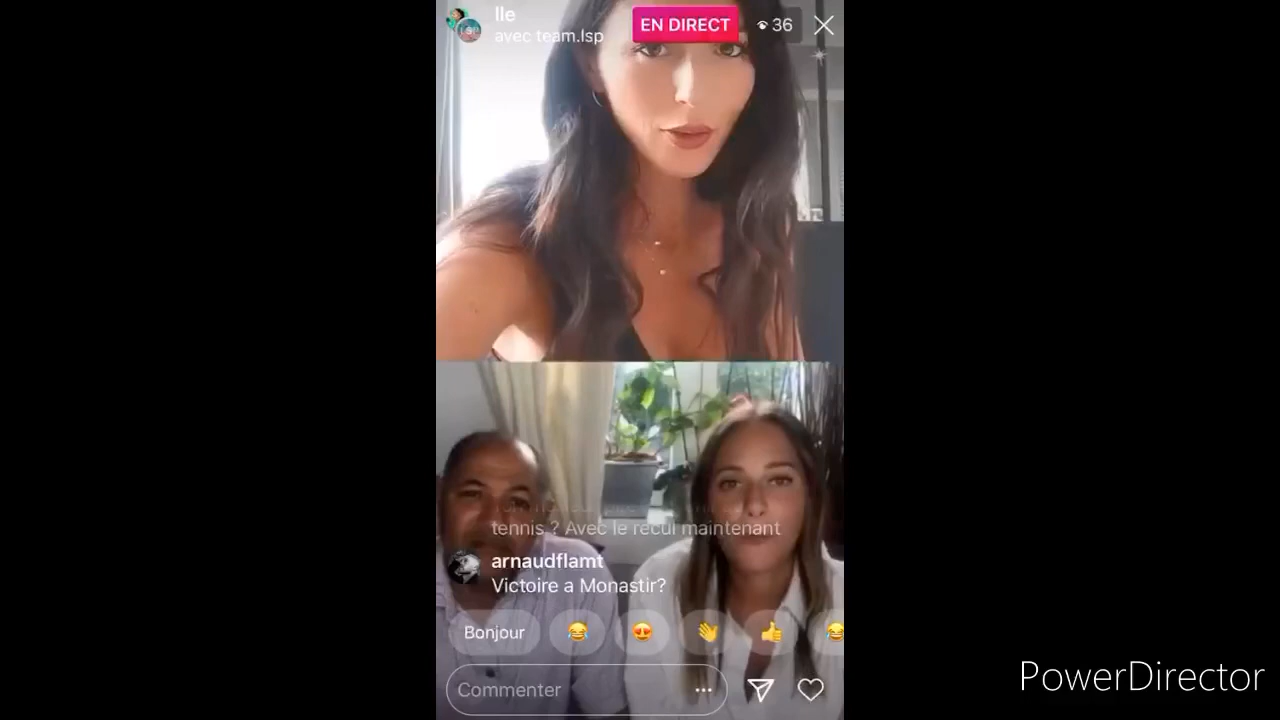 lle
avec team.lsp
EN DIRECT
36
tennis ? Avec le recul maintenant
arnaudflamt
Victoire a Monastir?
Bonjour
Commenter
PowerDirector